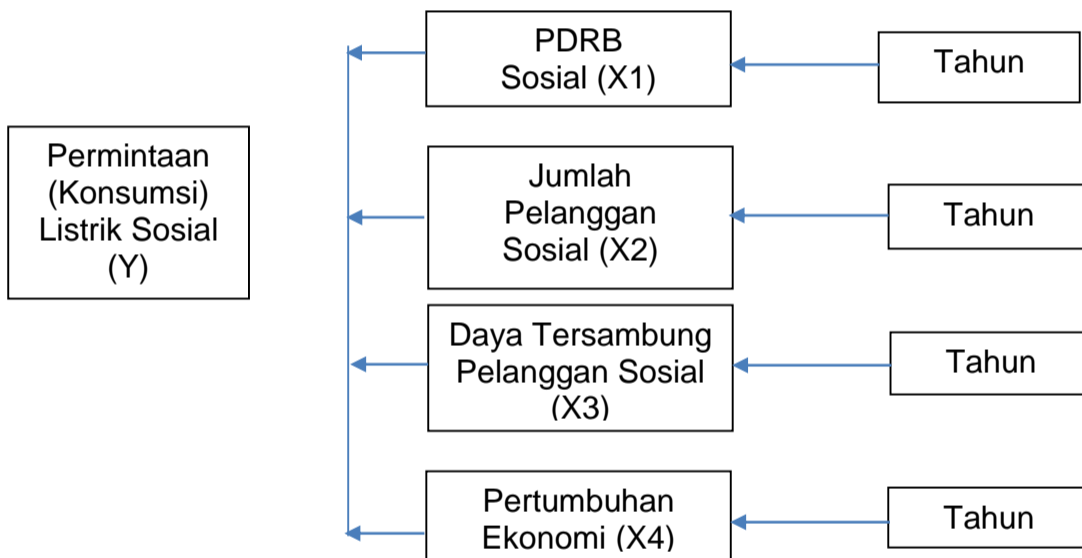 PDRB
Sosial (X1)
Tahun
Permintaan
(Konsumsi)
Listrik Sosial
(Y)
Jumlah
Pelanggan
Sosial (X2)
Tahun
Daya Tersambung
Pelanggan Sosial
(X3)
Tahun
Pertumbuhan
Ekonomi (X4)
Tahun